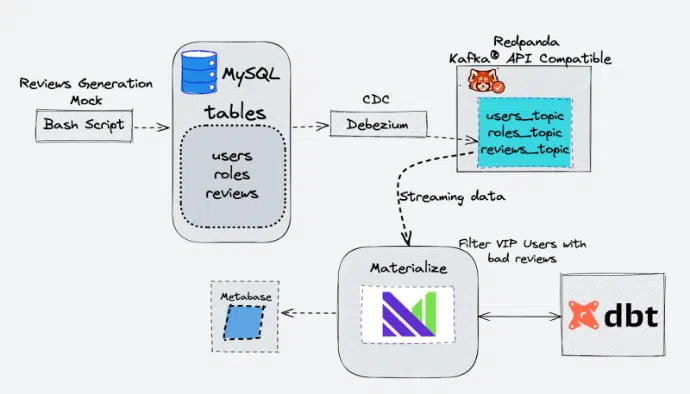 Redpanda
Kafka® API Compatible
Reviews Generation
Mock
Bash Script
MySQL
tables
users
roles
reviews
CDC
Debezium
users_topic
roles_topic
reviews_topic
Streaming data
Filter VIP Users with
bad reviews
Materialize
Metabase
dbt